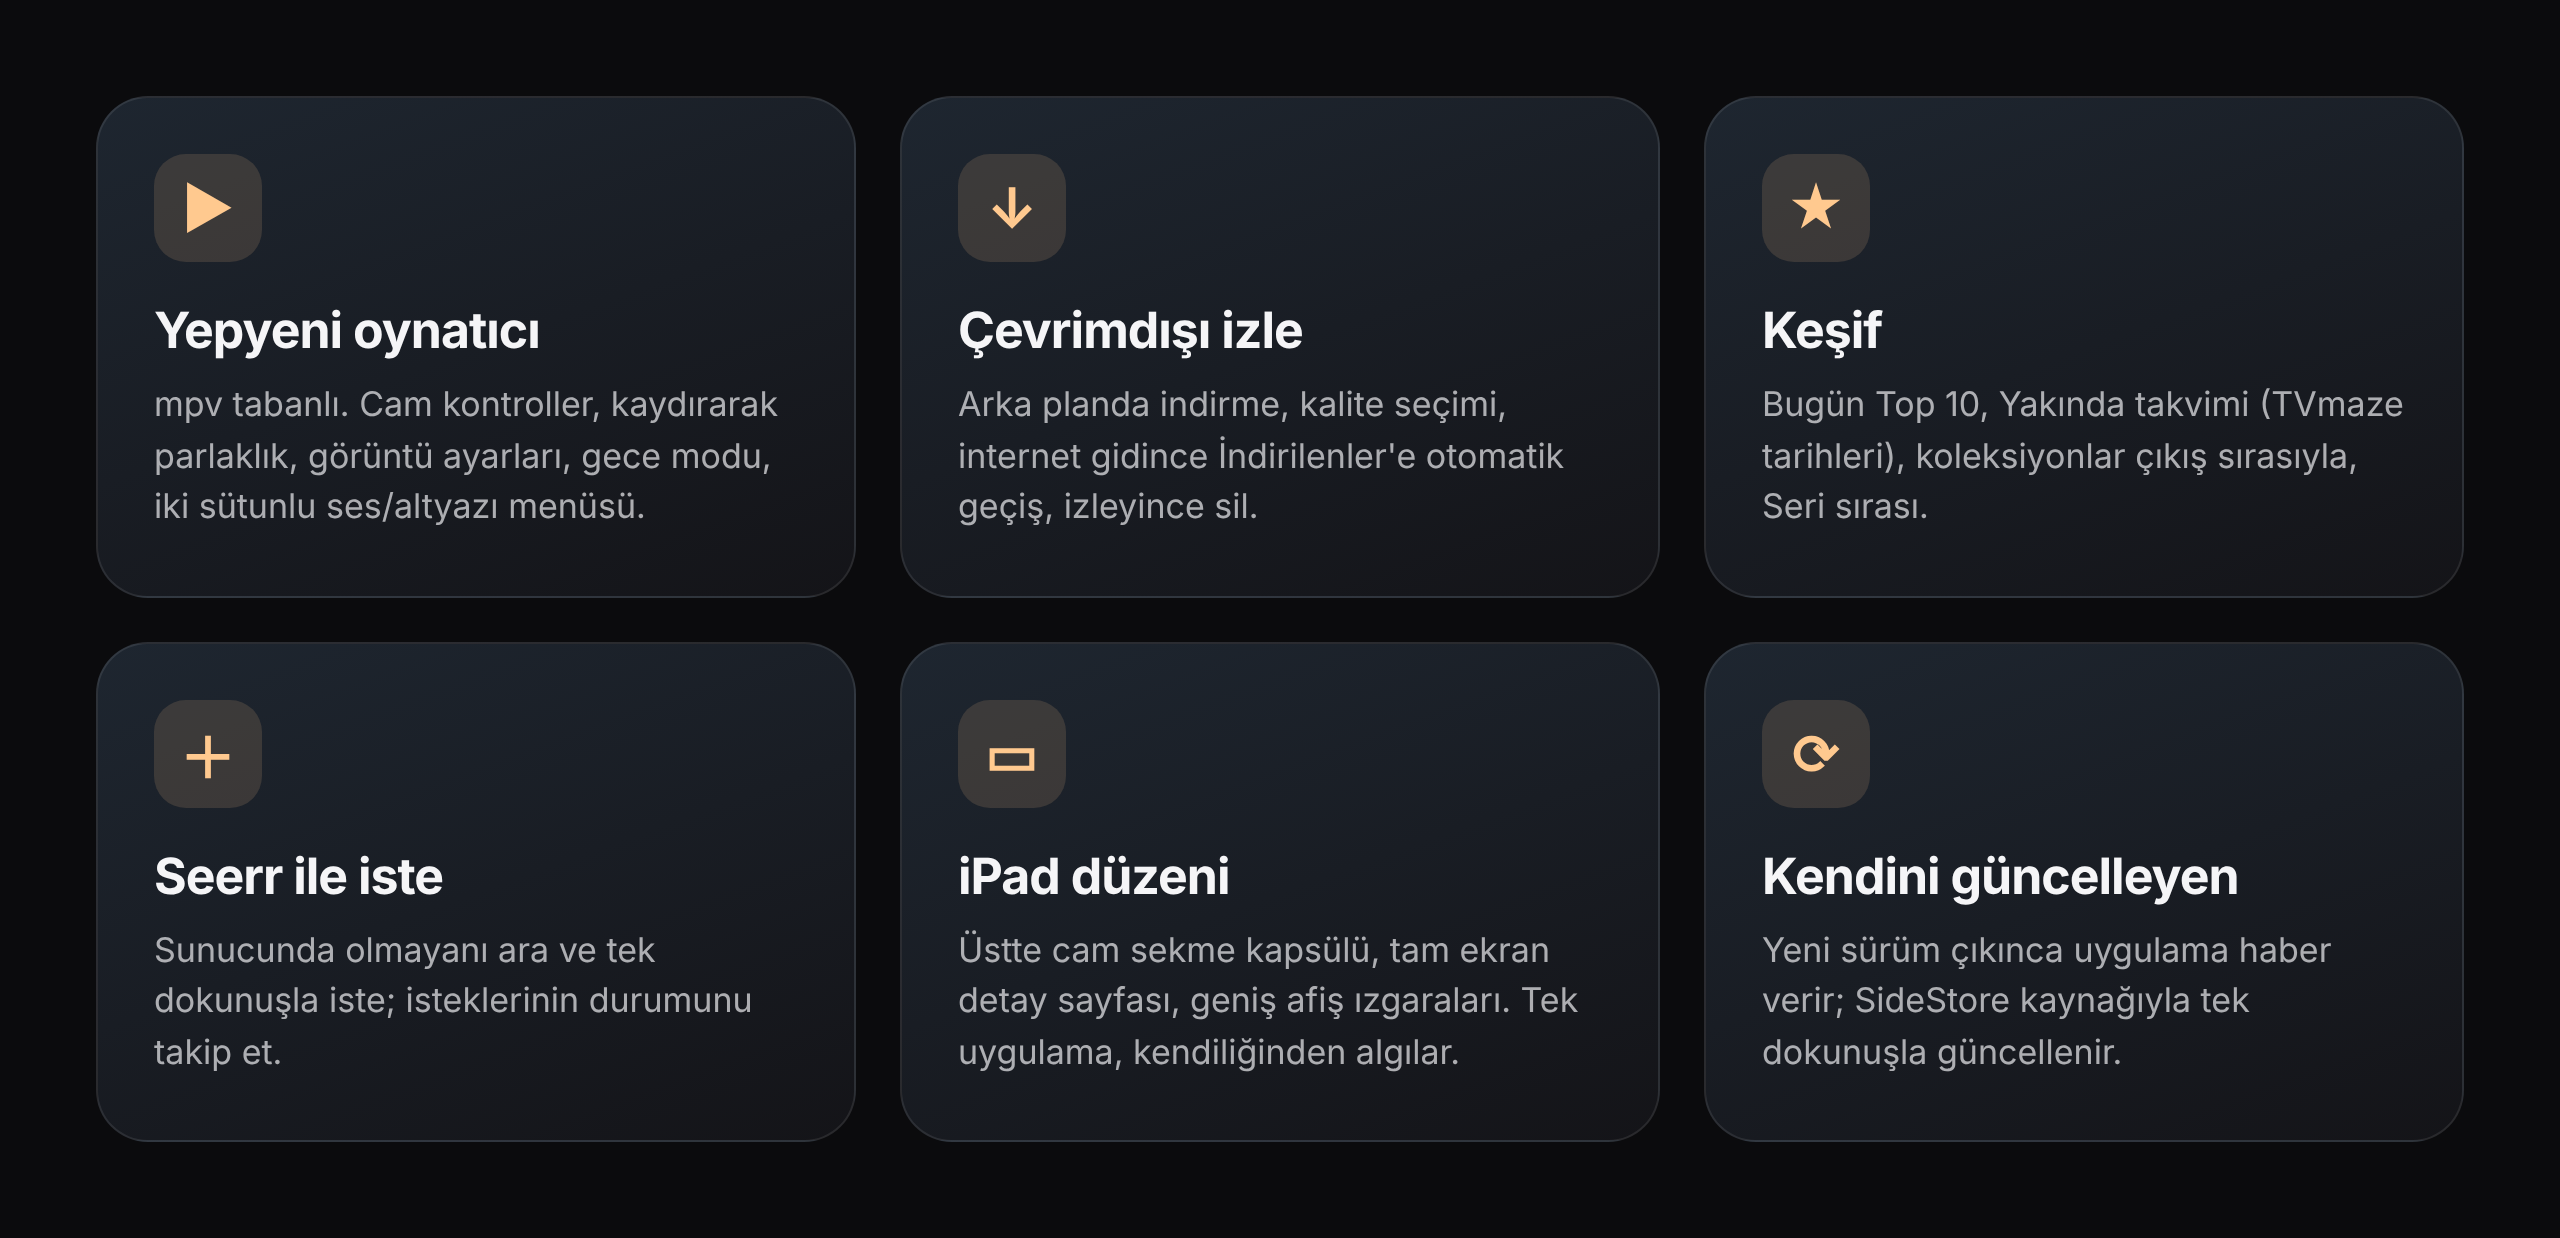 Yepyeni oynatıcı
mpv tabanlı. Cam kontroller, kaydırarak
parlaklık, görüntü ayarları, gece modu,
iki sütunlu ses/altyazı menüsü.
Çevrimdışı izle
Arka planda indirme, kalite seçimi,
internet gidince İndirilenler'e otomatik
geçiş, izleyince sil.
Keşif
Bugün Top 10, Yakında takvimi (TVmaze
tarihleri), koleksiyonlar çıkış sırasıyla,
Seri sırası.
Seerr ile iste
Sunucunda olmayanı ara ve tek
dokunuşla iste; isteklerinin durumunu
takip et.
iPad düzeni
Üstte cam sekme kapsülü, tam ekran
detay sayfası, geniş afiş ızgaraları. Tek
uygulama, kendiliğinden algılar.
Kendini güncelleyen
Yeni sürüm çıkınca uygulama haber
verir; SideStore kaynağıyla tek
dokunuşla güncellenir.